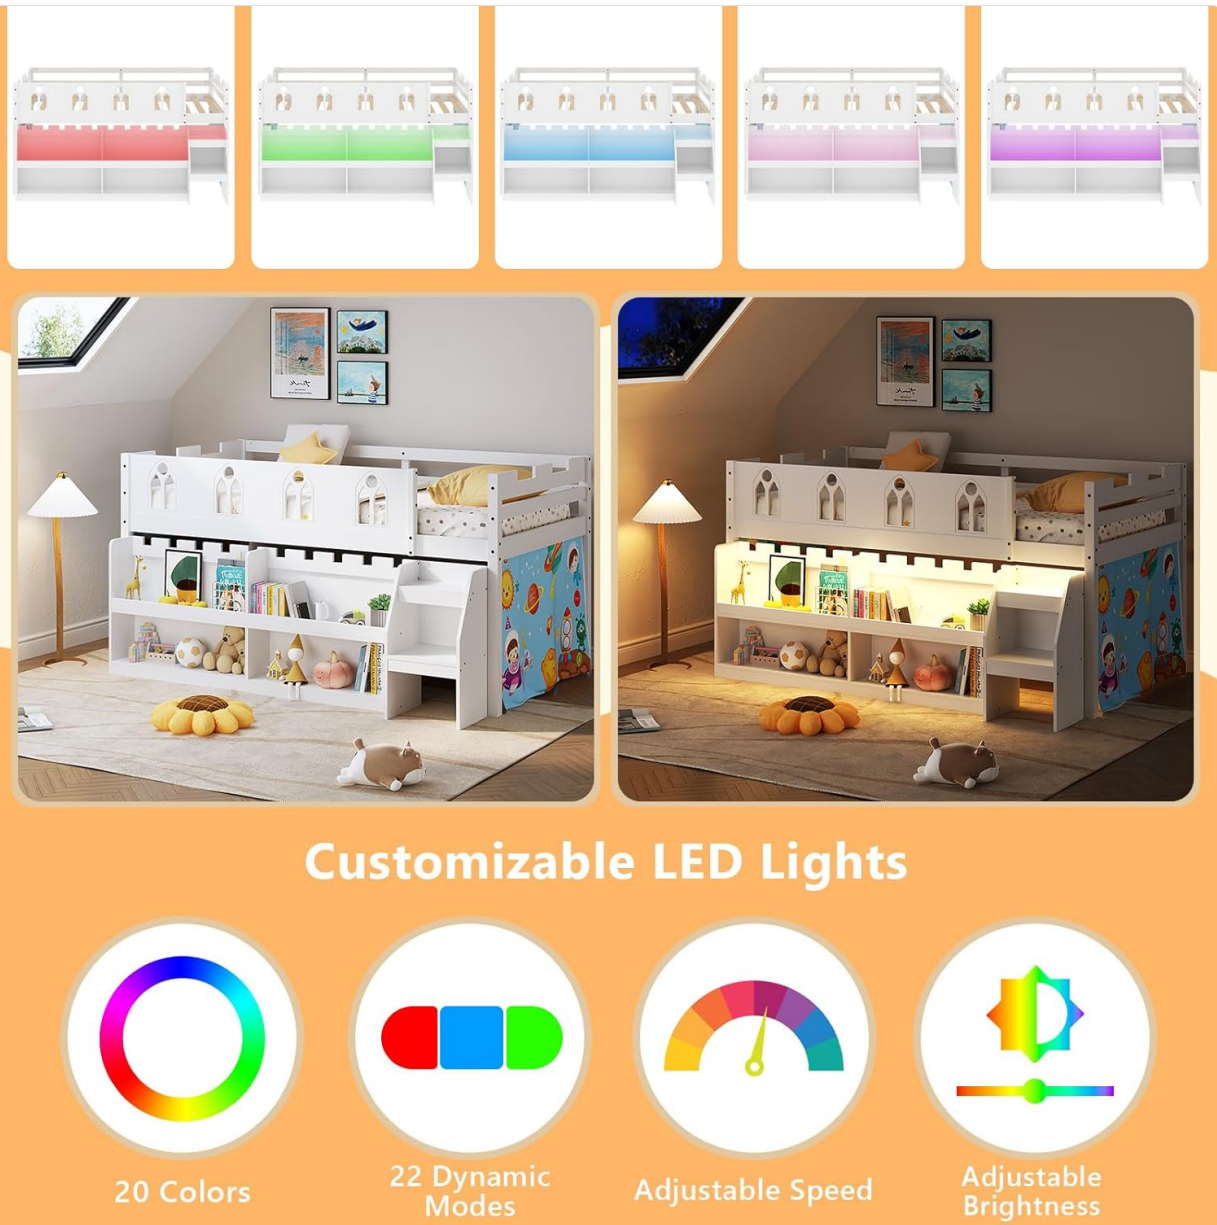 Customizable LED Lights
20 Colors
22 Dynamic
Modes
Adjustable Speed
Adjustable
Brightness